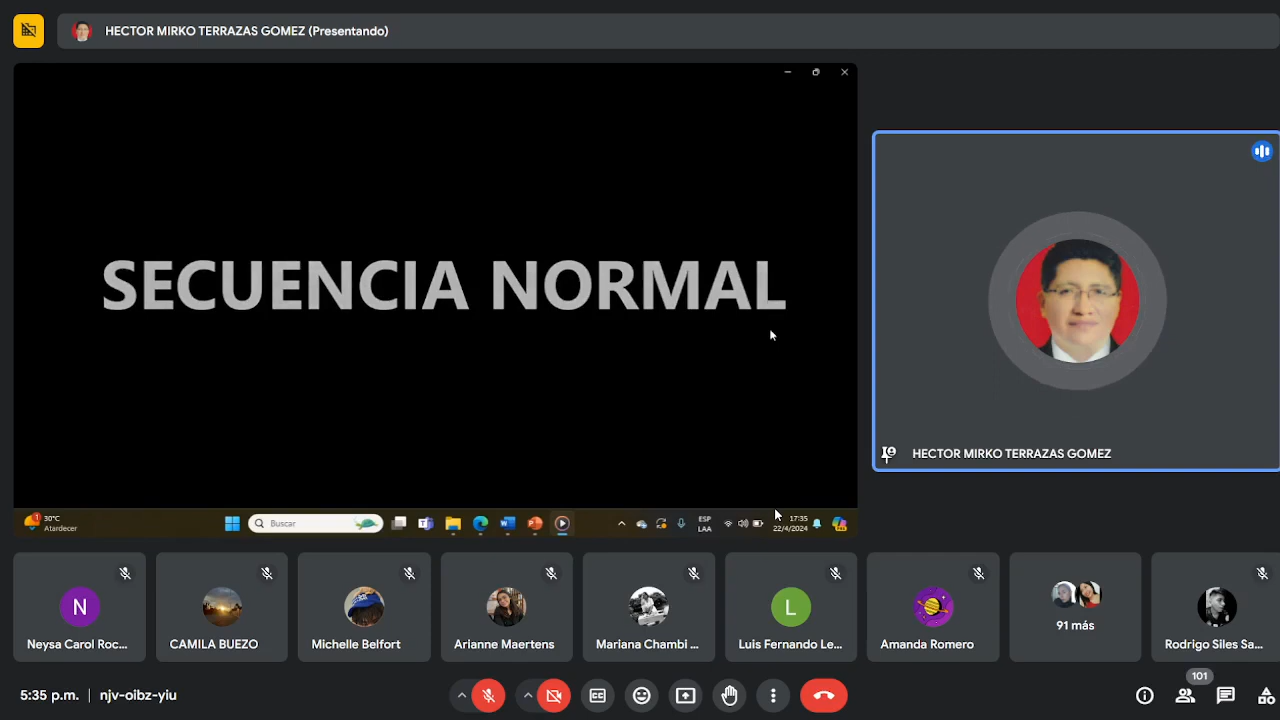 HECTOR MIRKO TERRAZAS GOMEZ (Presentando)
SECUENCIA NORMAL
HECTOR MIRKO TERRAZAS GOMEZ
1
30°C
Atardecer
Buscar
ESP
LAA
17:35
22/4/2024
N
Neysa Carol Roc...
CAMILA BUEZO
Michelle Belfort
Arianne Maertens
Mariana Chambi ...
L
Luis Fernando Le...
Amanda Romero
91 más
Rodrigo Siles Sa...
5:35 p.m. | njv-oibz-yiu
101